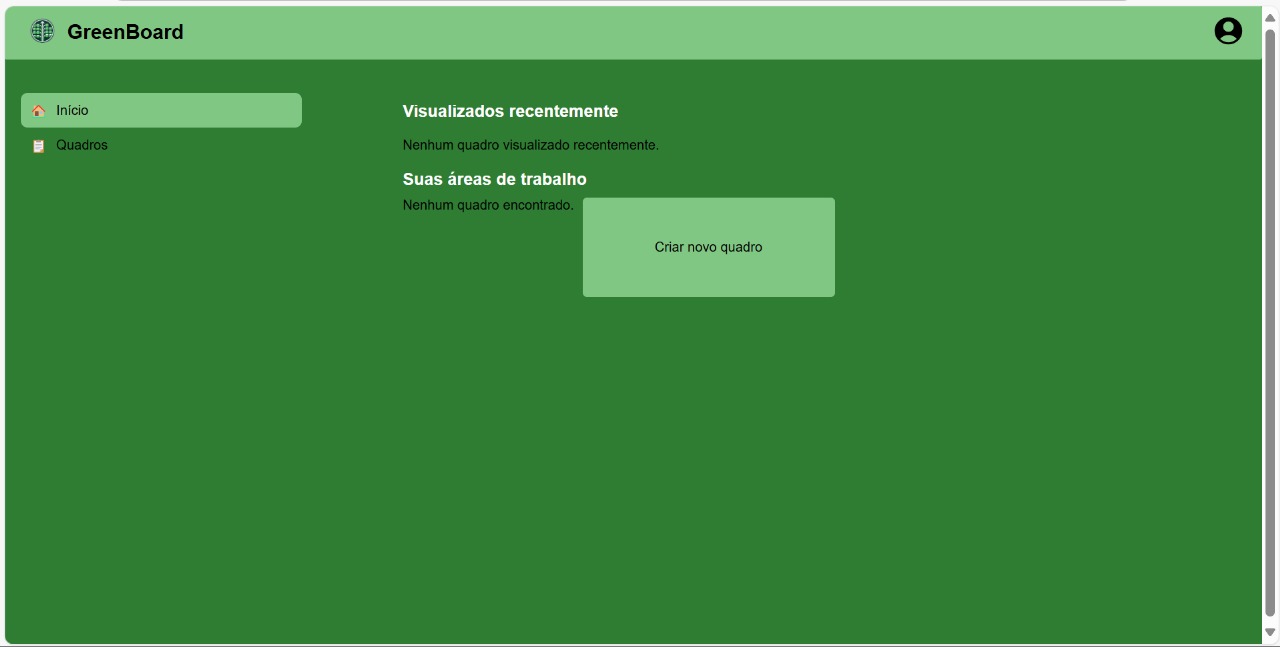 GreenBoard
Início
Quadros
Visualizados recentemente
Nenhum quadro visualizado recentemente.
Suas áreas de trabalho
Nenhum quadro encontrado.
Criar novo quadro